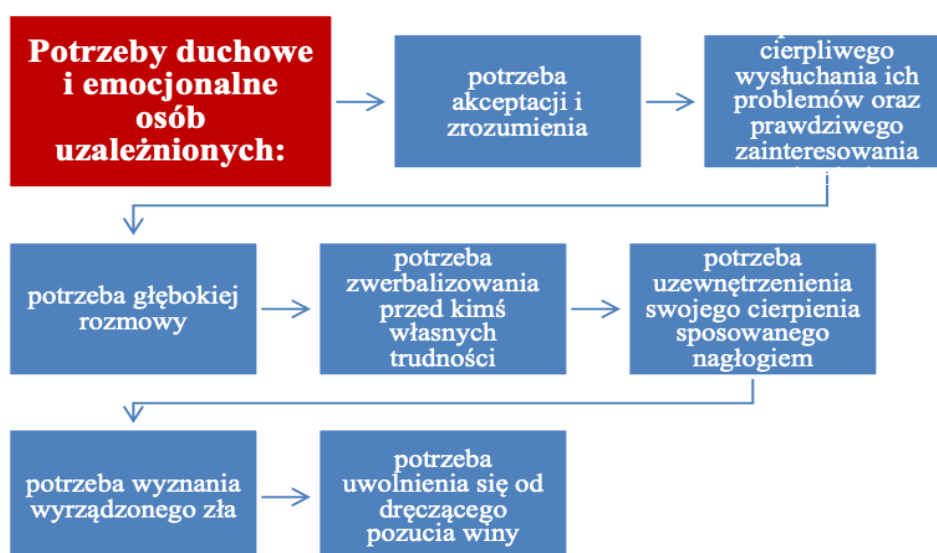 Potrzeby duchowe
i emocjonalne
osób
uzależnionych:
potrzeba
akceptacji i
zrozumienia
cierpliwego
wysłuchania ich
problemów oraz
prawdziwego
zainteresowania
potrzeba głębokiej
rozmowy
potrzeba
zwerbalizowania
przed kimś
własnych
trudności
potrzeba
uzewnętrzenienia
swojego cierpienia
sposowanego
nagłogiem
potrzeba wyznania
wyrządzonego zła
potrzeba
uwolnienia się od
dręczącego
pozucia winy